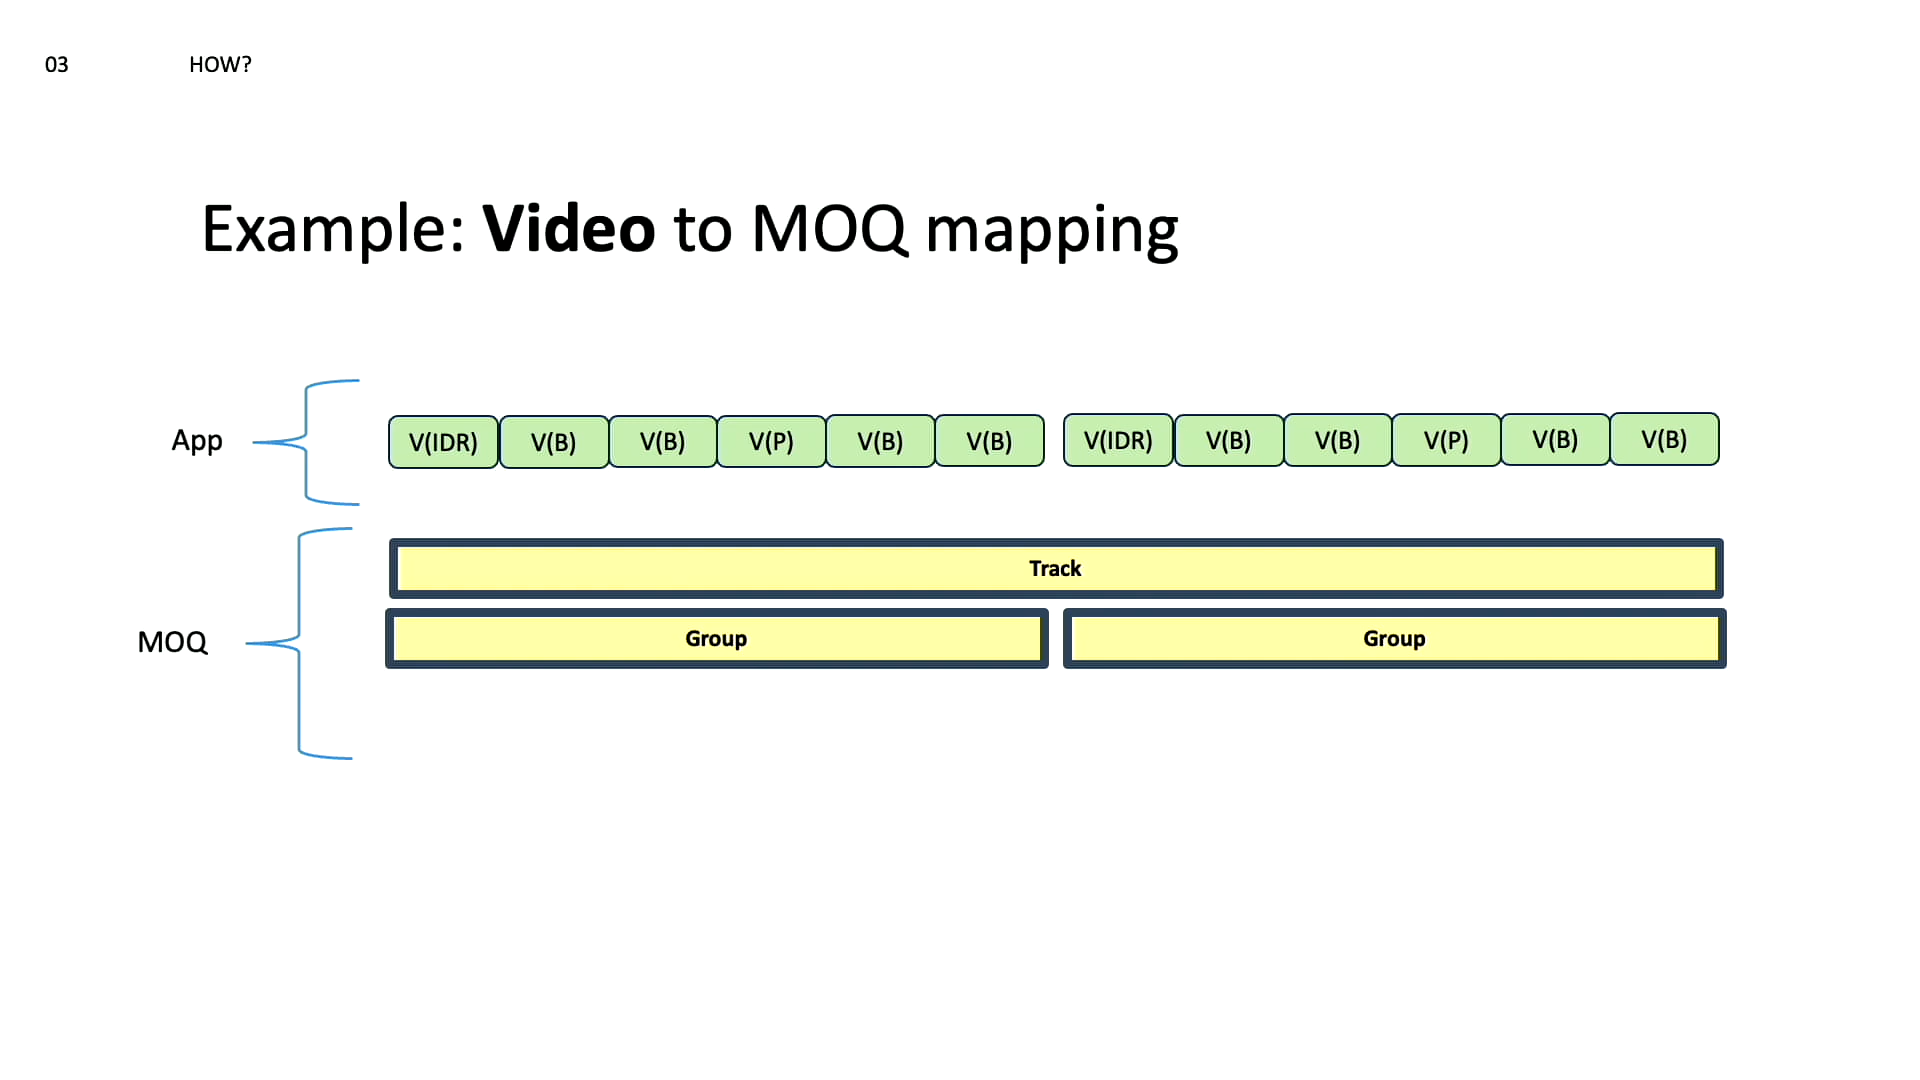 03 HOW?
Example: Video to MOQ mapping
App V(IDR) V(B) V(B) V(P) V(B) V(B) V(IDR) V(B) V(B) V(P) V(B) V(B)
Track
MOQ Group Group